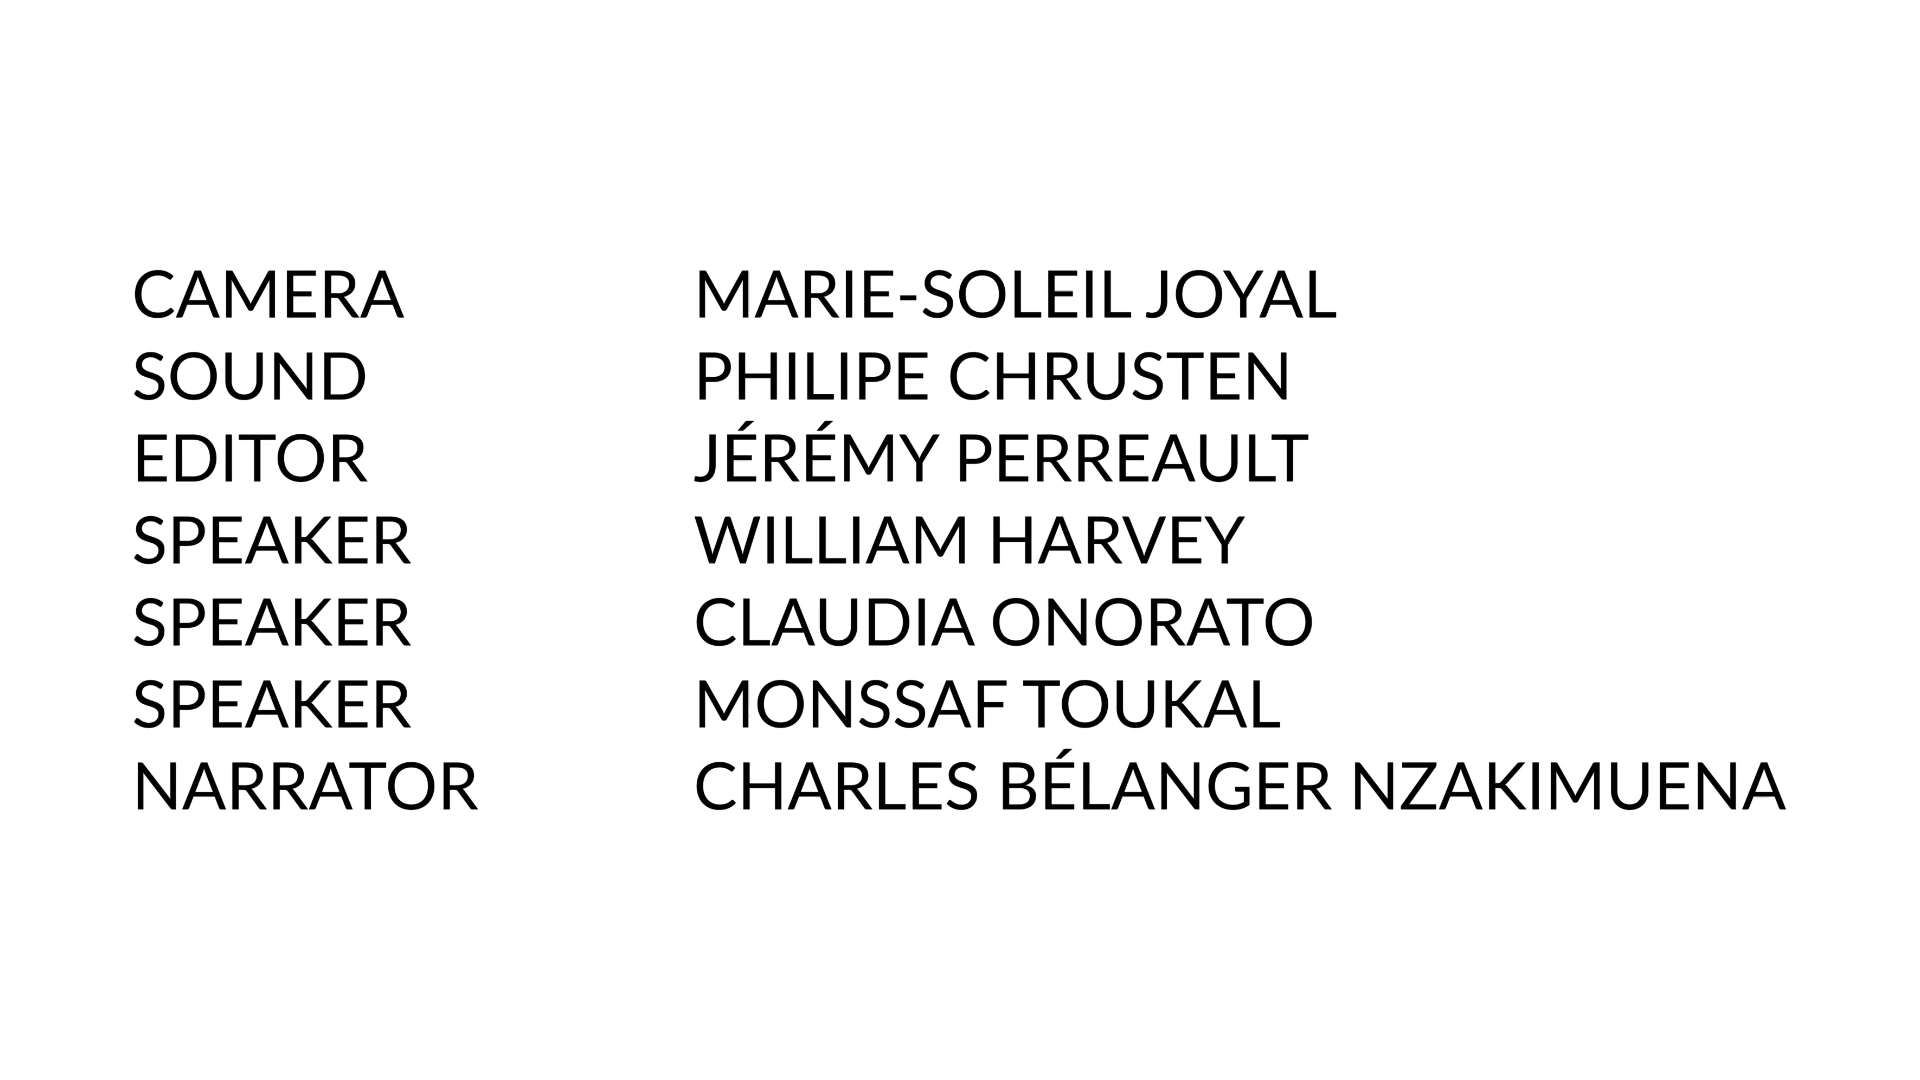 CAMERA MARIE-SOLEIL JOYAL
SOUND PHILIPE CHRUSTEN
EDITOR JÉRÉMY PERREAULT
SPEAKER WILLIAM HARVEY
SPEAKER CLAUDIA ONORATO
SPEAKER MONSSAF TOUKAL
NARRATOR CHARLES BÉLANGER NZAKIMUENA